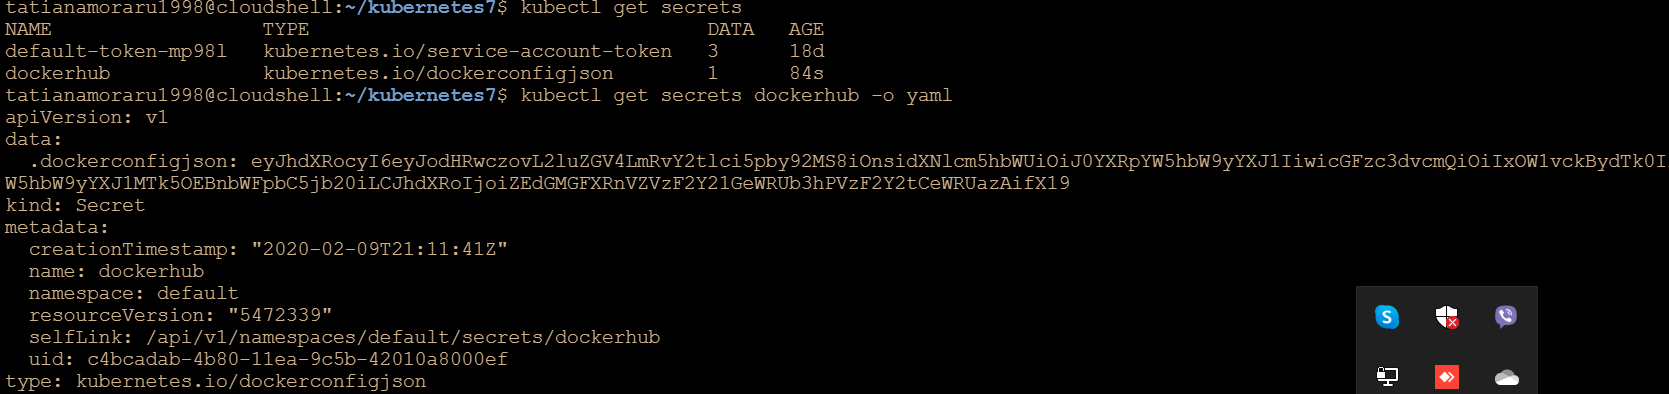 tatianamoraru1998@cloudshell:~/kubernetes7$ kubectl get secrets
NAME TYPE DATA AGE
default-token-mp98l kubernetes.io/service-account-token 3 18d
dockerhub kubernetes.io/dockerconfigjson 1 84s
tatianamoraru1998@cloudshell:~/kubernetes7$ kubectl get secrets dockerhub -o yaml
apiVersion: v1
data:
.dockerconfigjson: eyJhdXRocyI6eyJodHRwczovL2luZGV4LmRvY2tlci5pby92MS8iOnsidXNlcm5hbWUiOiJ0YXRpYW5hbW9yYXJ1IiwicGFzc3dvcmQiOiIxOW1vckBydTk0I
W5hbW9yYXJ1MTk5OEBnbWFpbC5jb20iLCJhdXRoIjoiZEdGMGFXRnVZVzF2Y21GeWRUb3hPVzF2Y2tCeWRUazAifX19
kind: Secret
metadata:
creationTimestamp: "2020-02-09T21:11:41Z"
name: dockerhub
namespace: default
resourceVersion: "5472339"
selfLink: /api/v1/namespaces/default/secrets/dockerhub
uid: c4bcadab-4b80-11ea-9c5b-42010a8000ef
type: kubernetes.io/dockerconfigjson